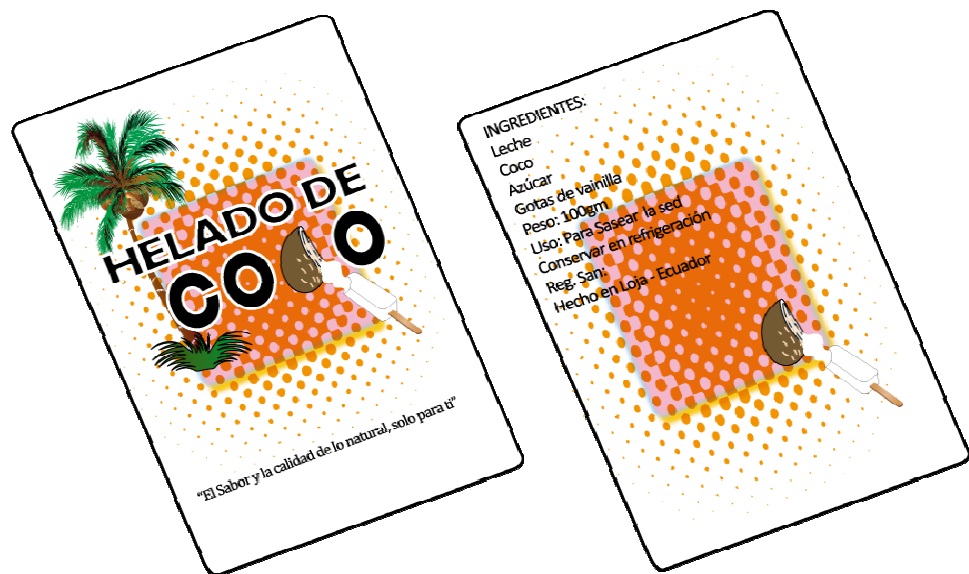 HELADO DE
CO O
"El Sabor y la calidad de lo natural, solo para ti"
INGREDIENTES:
Leche
Coco
Azúcar
Gotas de vainilla
Peso: 100gm
Uso: Para Sasear la sed
Conservar en refrigeración
Reg. San:
Hecho en Loja - Ecuador